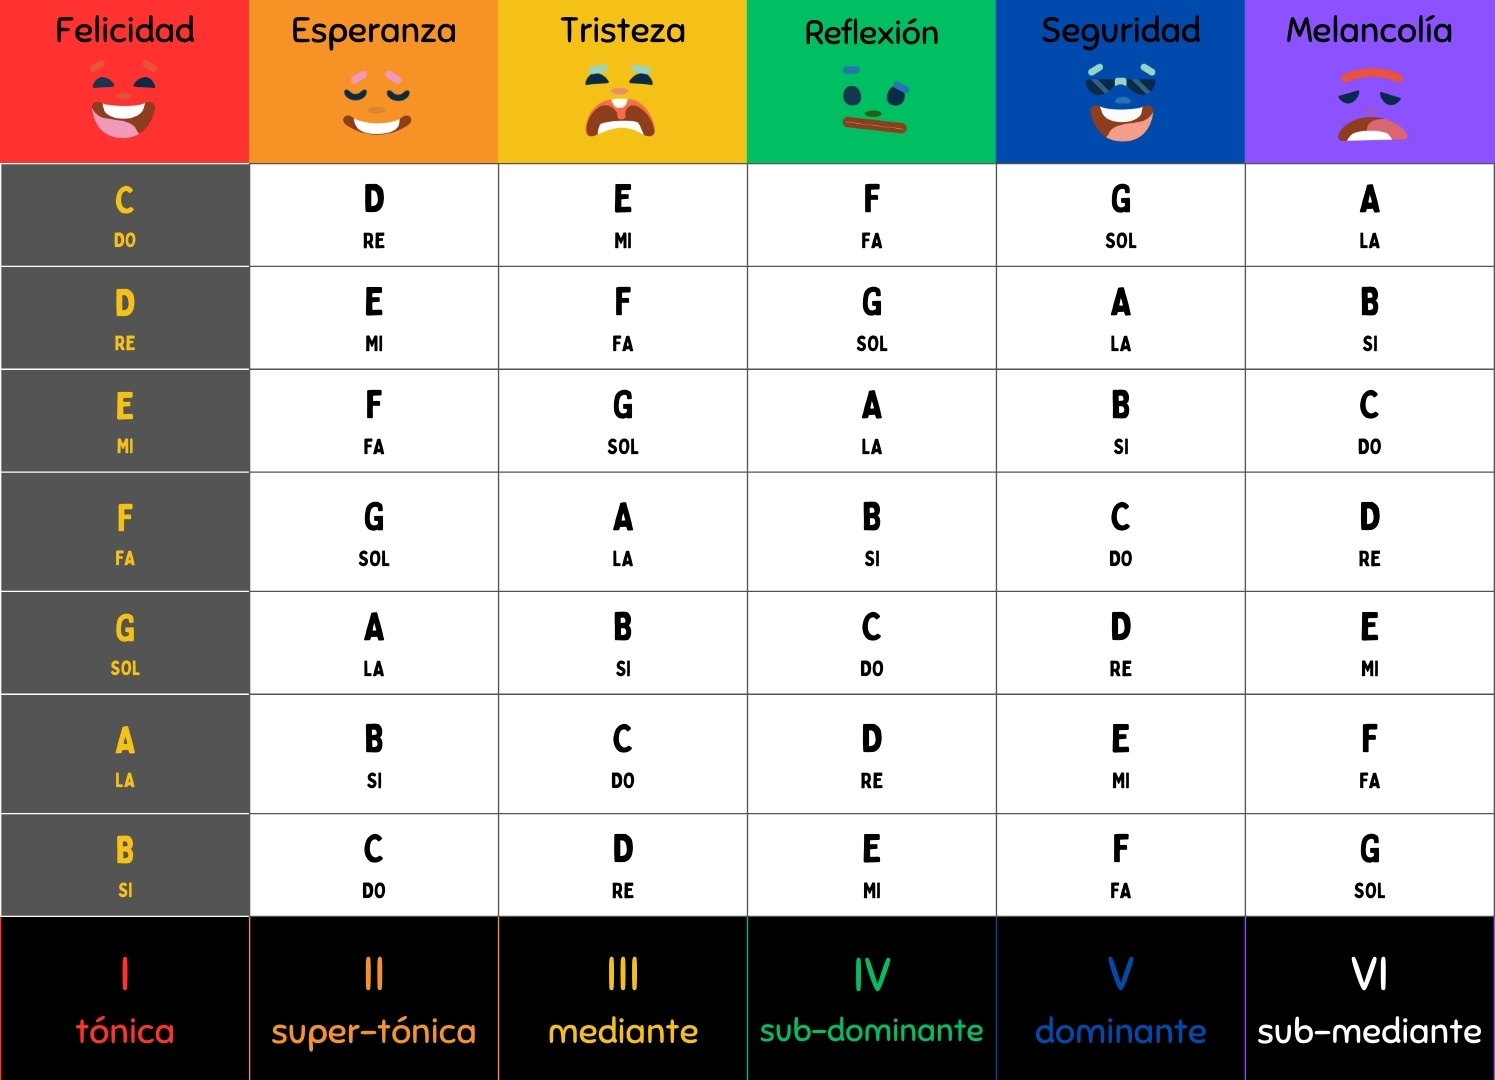 Felicidad Esperanza Tristeza Reflexión Seguridad Melancolía
C D E F G A
DO RE MI FA SOL LA
D E F G A B
RE MI FA SOL LA SI
E F G A B C
MI FA SOL LA SI DO
F G A B C D
FA SOL LA SI DO RE
G A B C D E
SOL LA SI DO RE MI
A B C D E F
LA SI DO RE MI FA
B C D E F G
SI DO RE MI FA SOL
I II III IV V VI
tónica super-tónica mediante sub-dominante dominante sub-mediante